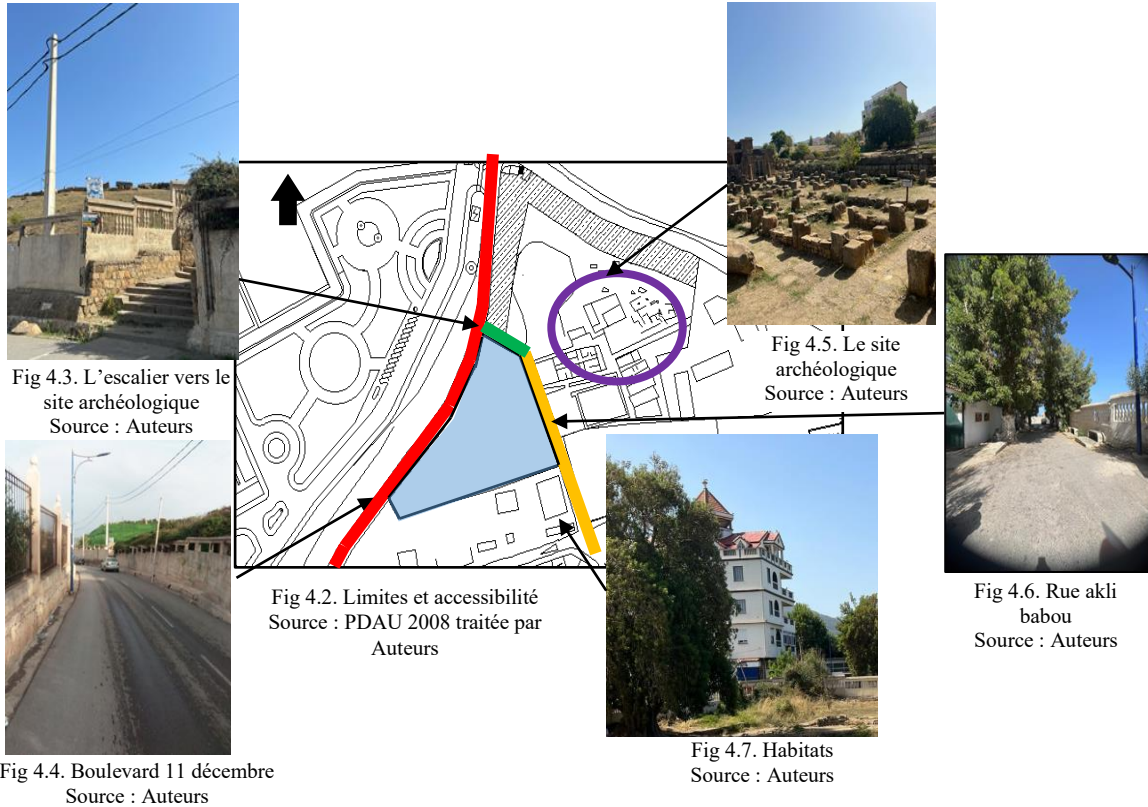 Fig 4.3. L'escalier vers le
site archéologique
Source : Auteurs
Fig 4.5. Le site
archéologique
Source : Auteurs
Fig 4.2. Limites et accessibilité
Source : PDAU 2008 traitée par
Auteurs
Fig 4.6. Rue akli
babou
Source : Auteurs
Fig 4.7. Habitats
Source : Auteurs
Fig 4.4. Boulevard 11 décembre
Source : Auteurs